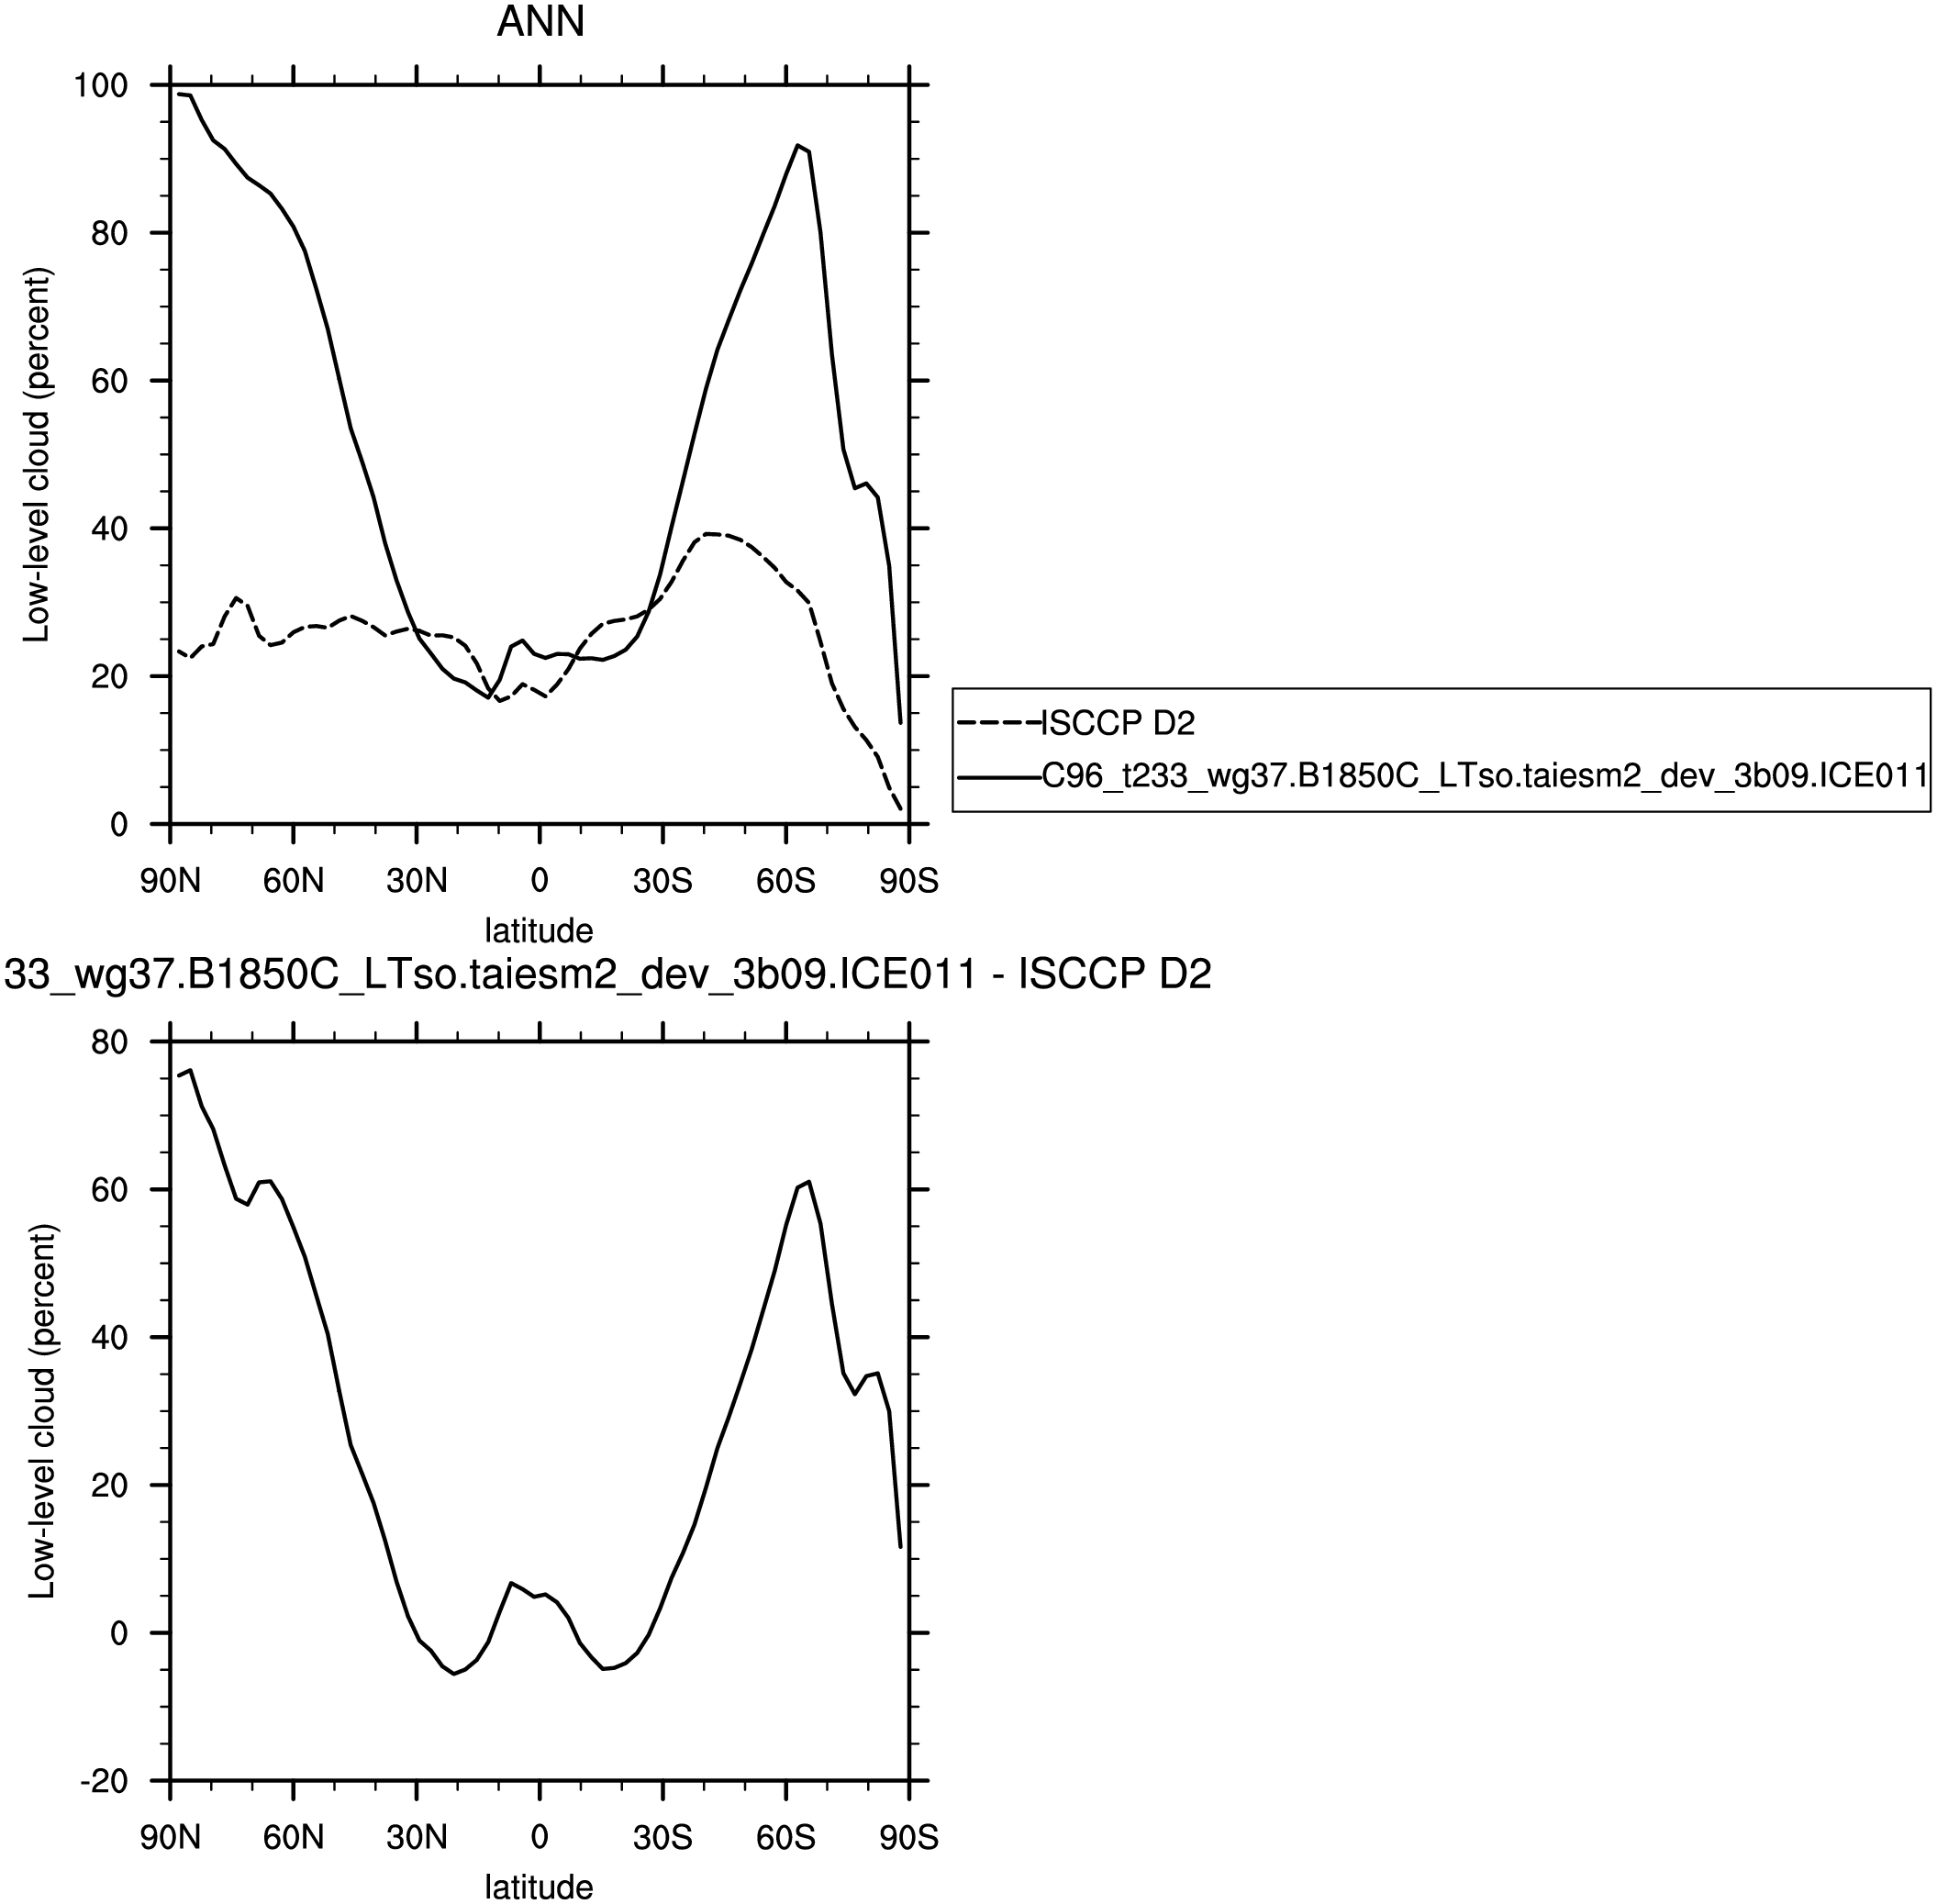 ANN
100
80
60
40
20
0
Low-level cloud (percent)
90N 60N 30N 0 30S 60S 90S
latitude
ISCCP D2
C96_t233_wg37.B1850C_LTso.taiesm2_dev_3b09.ICE011
33_wg37.B1850C_LTso.taiesm2_dev_3b09.ICE011 - ISCCP D2
80
60
40
20
0
-20
Low-level cloud (percent)
90N 60N 30N 0 30S 60S 90S
latitude